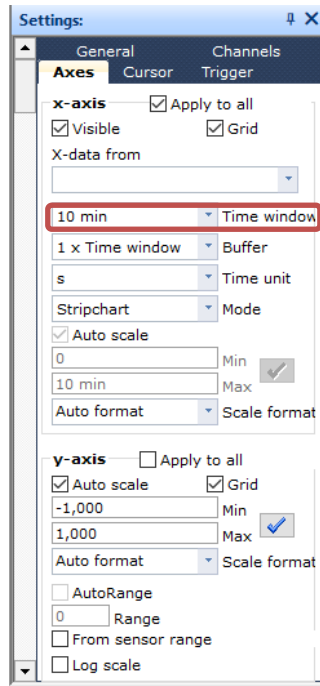 Settings:
General Channels
Axes Cursor Trigger
x-axis Apply to all
Visible Grid
X-data from
10 min Time window
1 x Time window Buffer
s Time unit
Stripchart Mode
Auto scale
0 Min
10 min Max
Auto format Scale format
y-axis Apply to all
Auto scale Grid
-1,000 Min
1,000 Max
Auto format Scale format
AutoRange
0 Range
From sensor range
Log scale